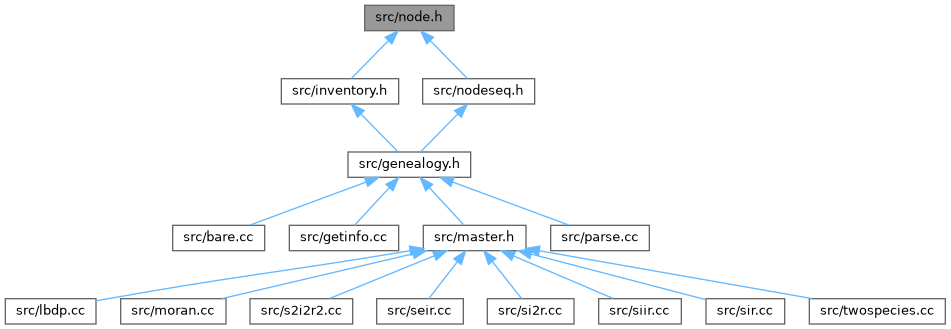 src/node.h
src/inventory.h
src/nodeseq.h
src/genealogy.h
src/bare.cc
src/getinfo.cc
src/master.h
src/parse.cc
src/lbdp.cc
src/moran.cc
src/s2i2r2.cc
src/seir.cc
src/si2r.cc
src/siir.cc
src/sir.cc
src/twospecies.cc